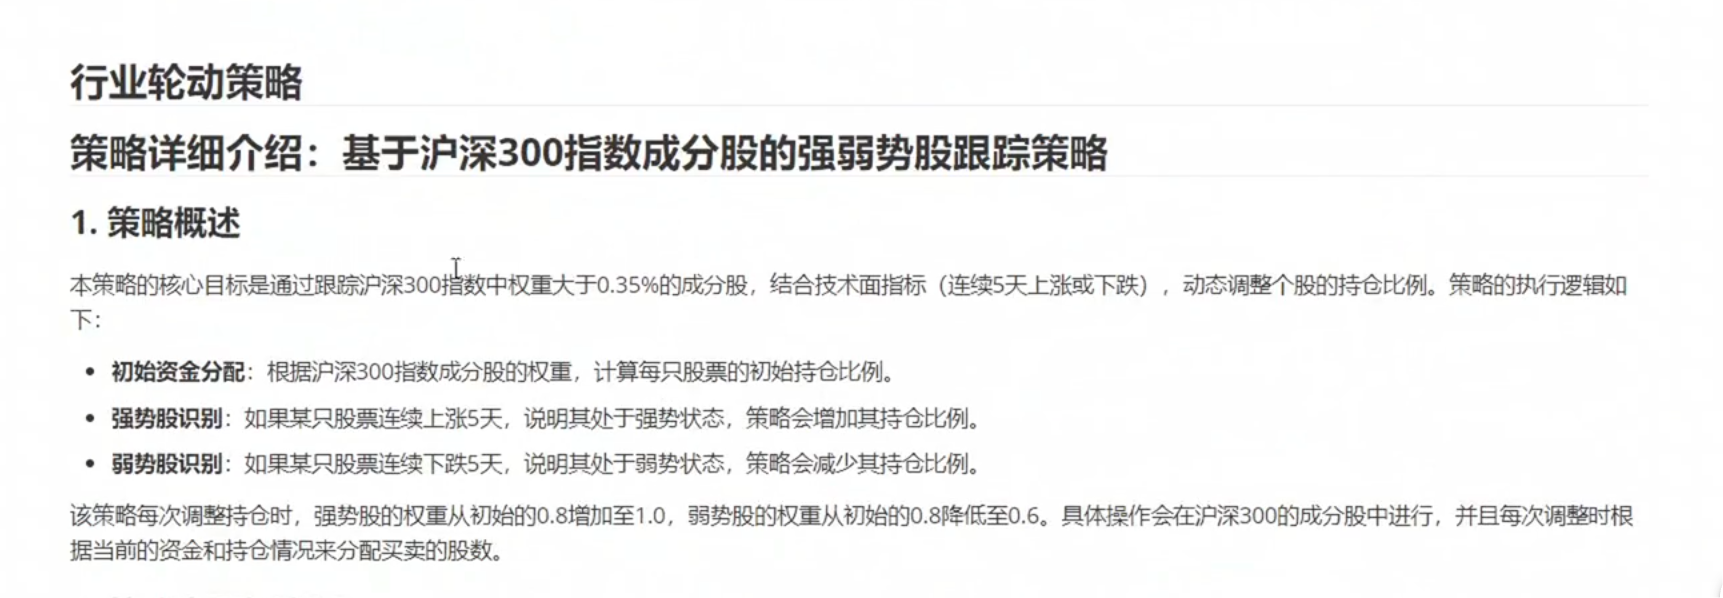 行业轮动策略
策略详细介绍：基于沪深300指数成分股的强弱势股跟踪策略
1. 策略概述
本策略的核心目标是通过跟踪沪深300指数中权重大于0.35%的成分股，结合技术面指标（连续5天上涨或下跌），动态调整个股的持仓比例。策略的执行逻辑如
下：
• 初始资金分配：根据沪深300指数成分股的权重，计算每只股票的初始持仓比例。
• 强势股识别：如果某只股票连续上涨5天，说明其处于强势状态，策略会增加其持仓比例。
• 弱势股识别：如果某只股票连续下跌5天，说明其处于弱势状态，策略会减少其持仓比例。
该策略每次调整持仓时，强势股的权重从初始的0.8增加至1.0，弱势股的权重从初始的0.8降低至0.6。具体操作会在沪深300的成分股中进行，并且每次调整时根
据当前的资金和持仓情况来分配买卖的股数。